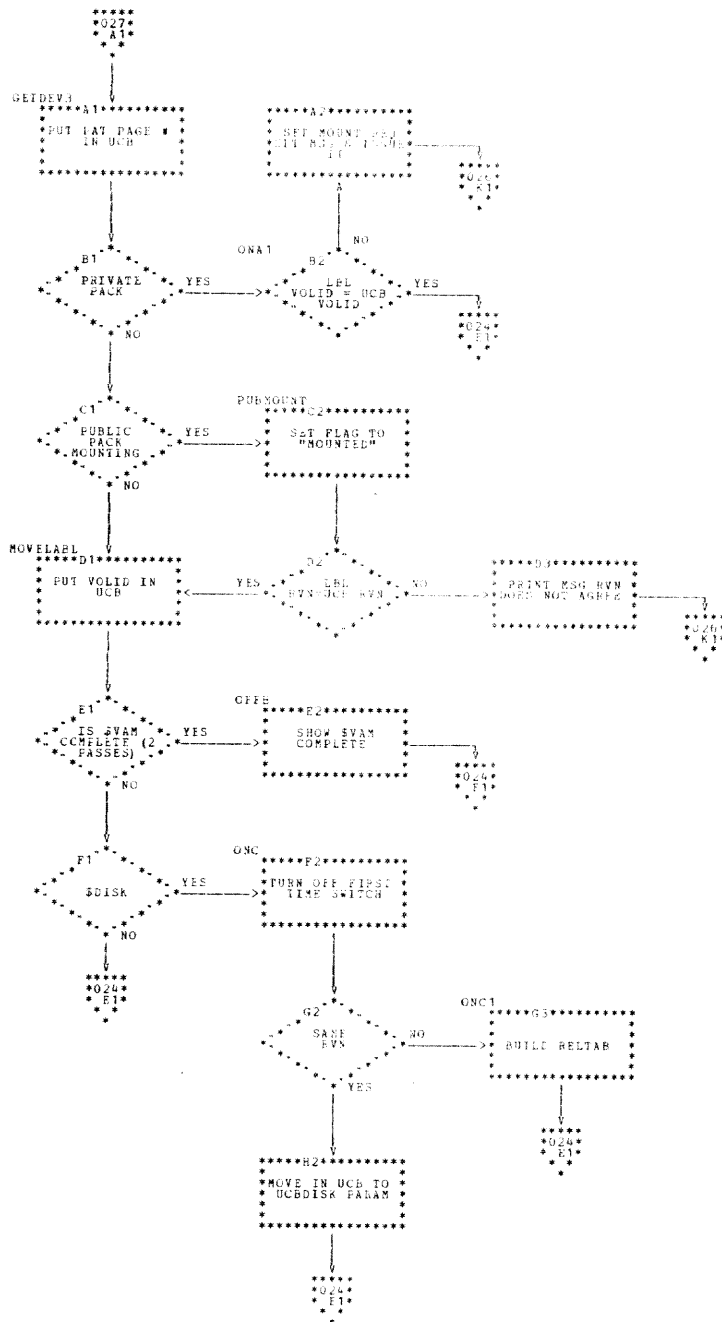 027
A1
GETDEV3
A1
PUT PAT PAGE #
IN UCB
A2
SET MOUNT
026
K1
B1
PRIVATE
PACK
YES
NO
ONA1
B2
LBL
VOLID = UCB
VOLID
NO
YES
024
E1
C1
PUBLIC
PACK
MOUNTING
YES
NO
PUBMOUNT
C2
SET FLAG TO
"MOUNTED"
MOVELABL
D1
PUT VOLID IN
UCB
YES
D2
LBL
RVN=UCB RVN
NO
D3
PRINT MSG RVN
DOES NOT AGREE
026
K1
E1
IS $VAM
COMPLETE (2
PASSES)
YES
NO
E2
SHOW $VAM
COMPLETE
024
F1
F1
$DISK
YES
NO
024
E1
ONC
F2
TURN OFF FIRST
TIME SWITCH
G2
SAME
RVN
NO
YES
ONC1
G3
BUILD RELTAB
024
E1
H2
MOVE IN UCB TO
UCBDISK PARAM
024
E1